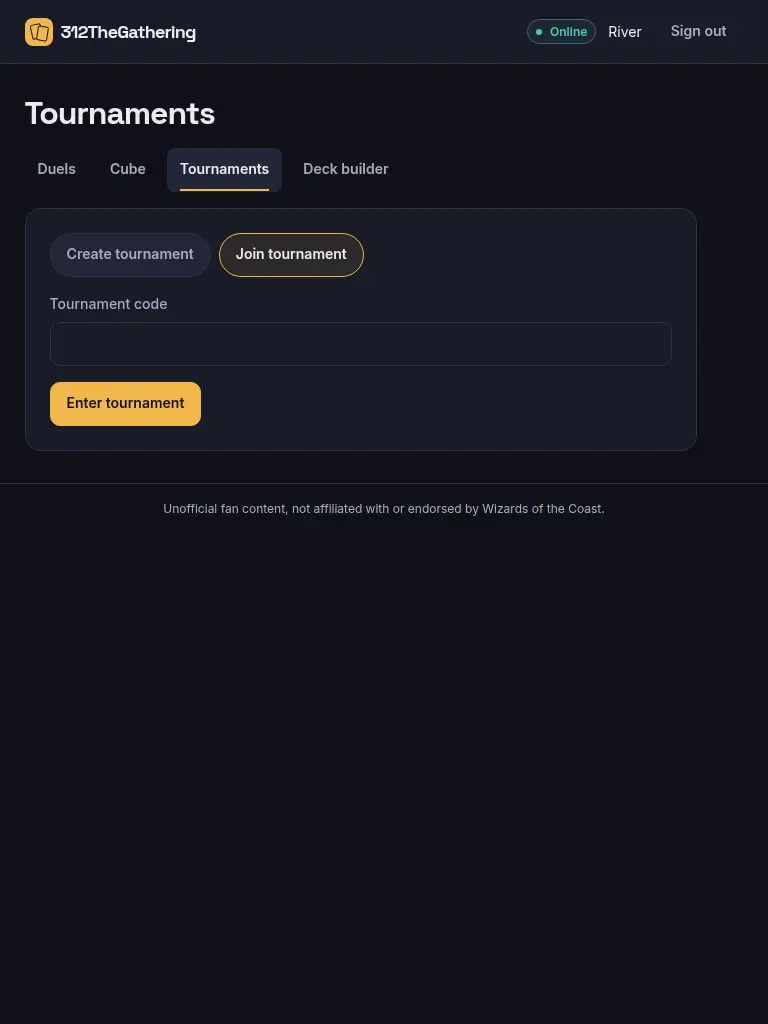 312TheGathering
Online
River
Sign out
Tournaments
Duels
Cube
Tournaments
Deck builder
Create tournament
Join tournament
Tournament code
Enter tournament
Unofficial fan content, not affiliated with or endorsed by Wizards of the Coast.